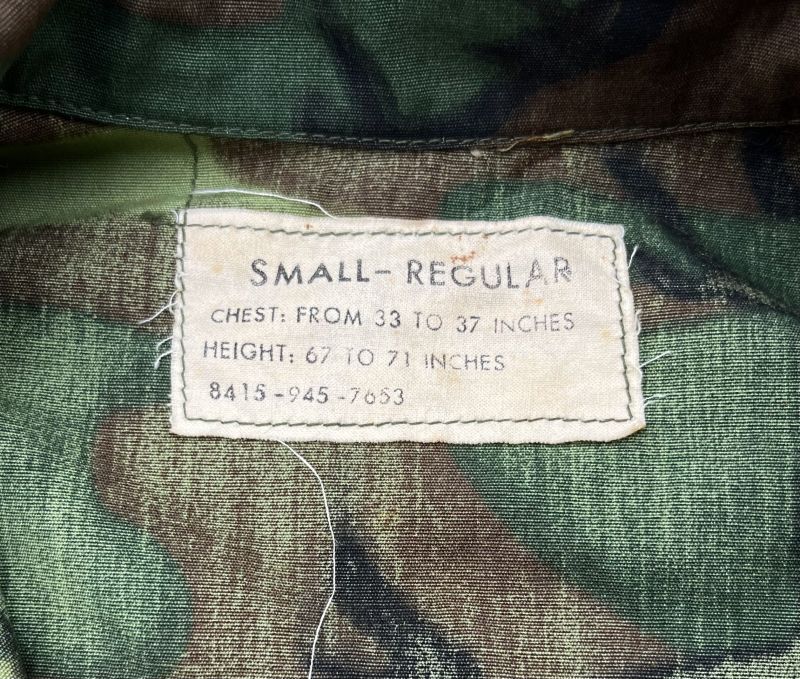 SMALL- REGULAR
CHEST: FROM 33 TO 37 INCHES
HEIGHT: 67 TO 71 INCHES
8415-945-7653